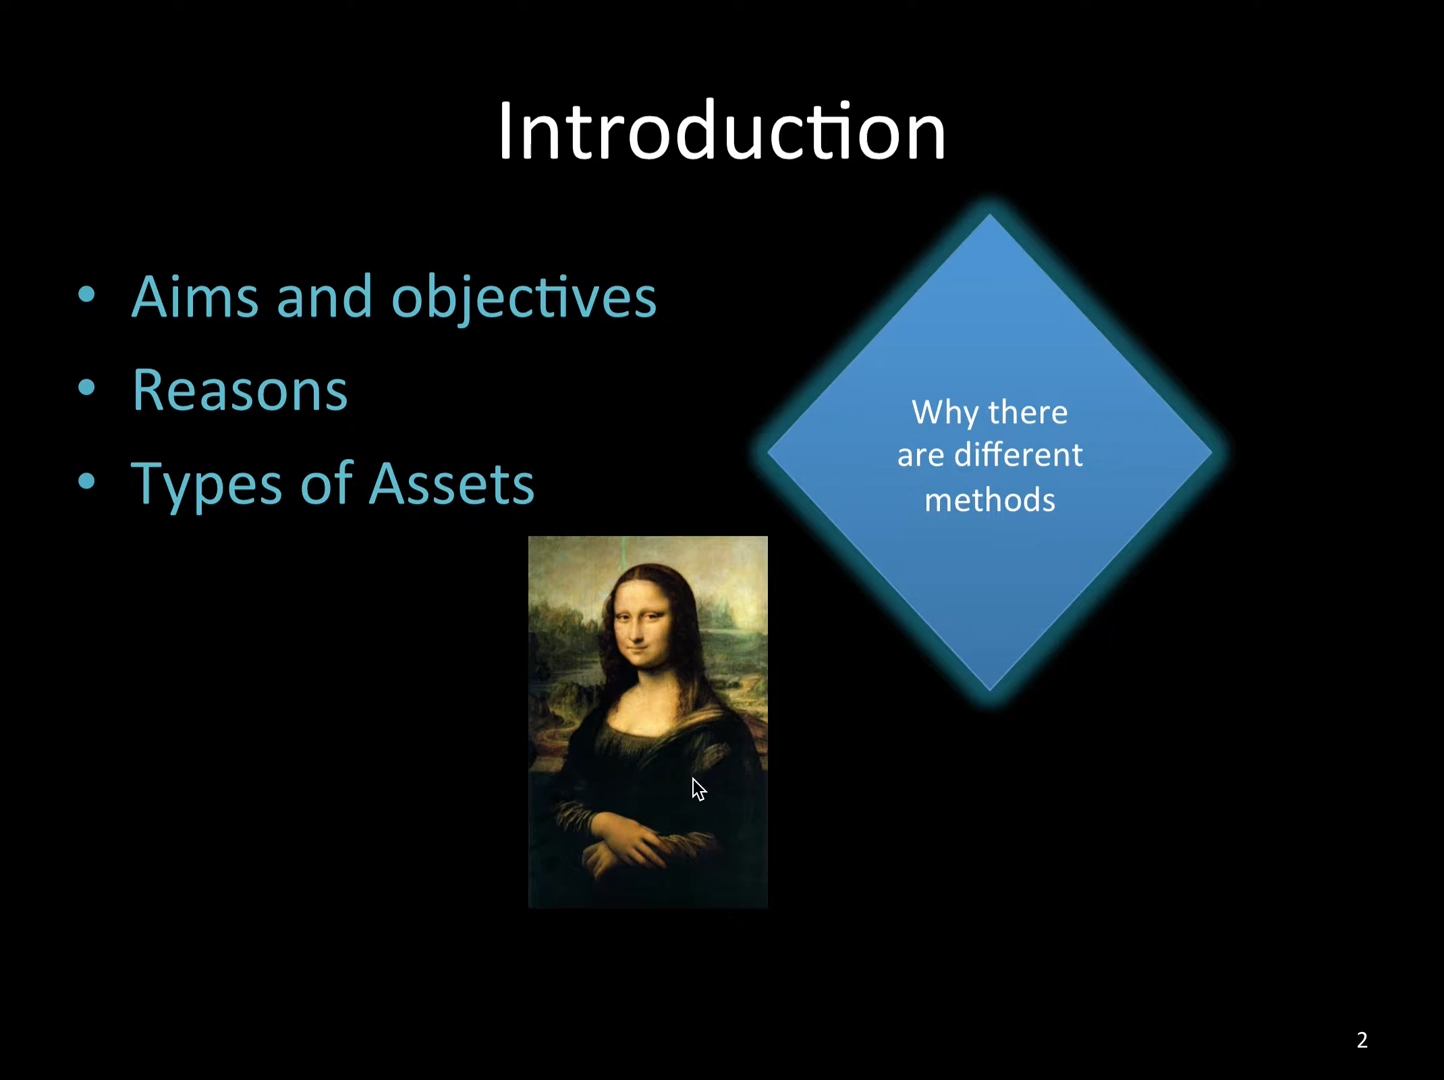 Introduction
Aims and objectives
Reasons
Types of Assets
Why there
are different
methods
2